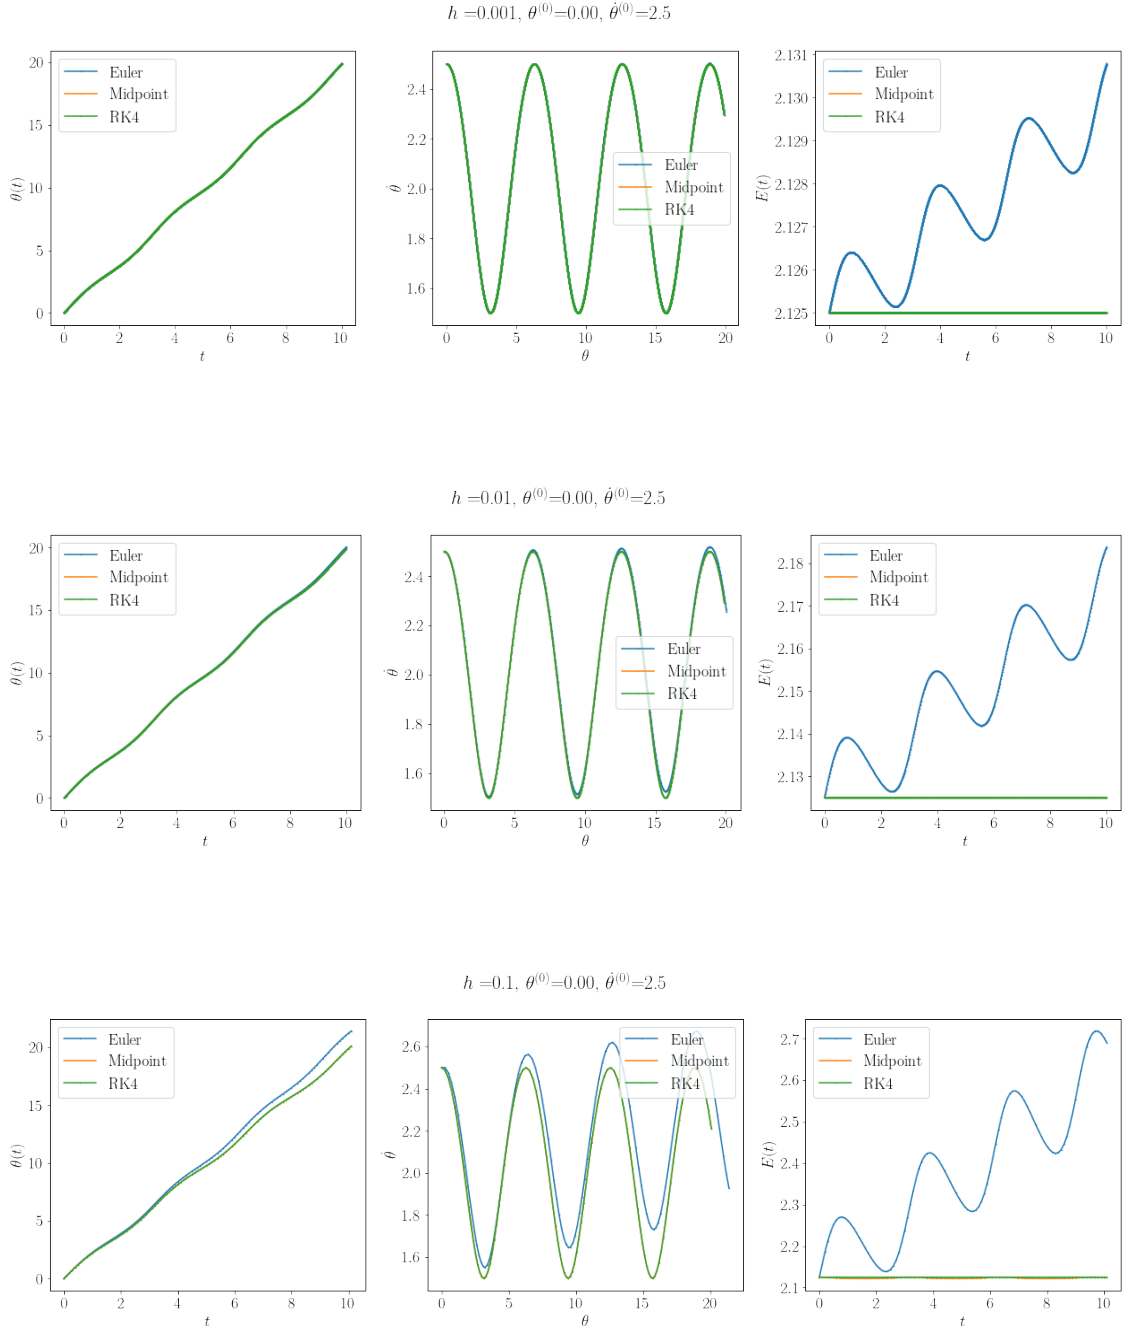 h =0.001, θ^(0)=0.00, θ̇^(0)=2.5
20
15
10
5
0
θ(t)
Euler
Midpoint
RK4
0 2 4 6 8 10
t
2.4
2.2
2.0
1.8
1.6
θ̇
Euler
Midpoint
RK4
0 5 10 15 20
θ
2.131
2.130
2.129
2.128
2.127
2.126
2.125
E(t)
Euler
Midpoint
RK4
0 2 4 6 8 10
t
h =0.01, θ^(0)=0.00, θ̇^(0)=2.5
20
15
10
5
0
θ(t)
Euler
Midpoint
RK4
0 2 4 6 8 10
t
2.4
2.2
2.0
1.8
1.6
θ̇
Euler
Midpoint
RK4
0 5 10 15 20
θ
2.18
2.17
2.16
2.15
2.14
2.13
E(t)
Euler
Midpoint
RK4
0 2 4 6 8 10
t
h =0.1, θ^(0)=0.00, θ̇^(0)=2.5
20
15
10
5
0
θ(t)
Euler
Midpoint
RK4
0 2 4 6 8 10
t
2.6
2.4
2.2
2.0
1.8
1.6
θ̇
Euler
Midpoint
RK4
0 5 10 15 20
θ
2.7
2.6
2.5
2.4
2.3
2.2
2.1
E(t)
Euler
Midpoint
RK4
0 2 4 6 8 10
t